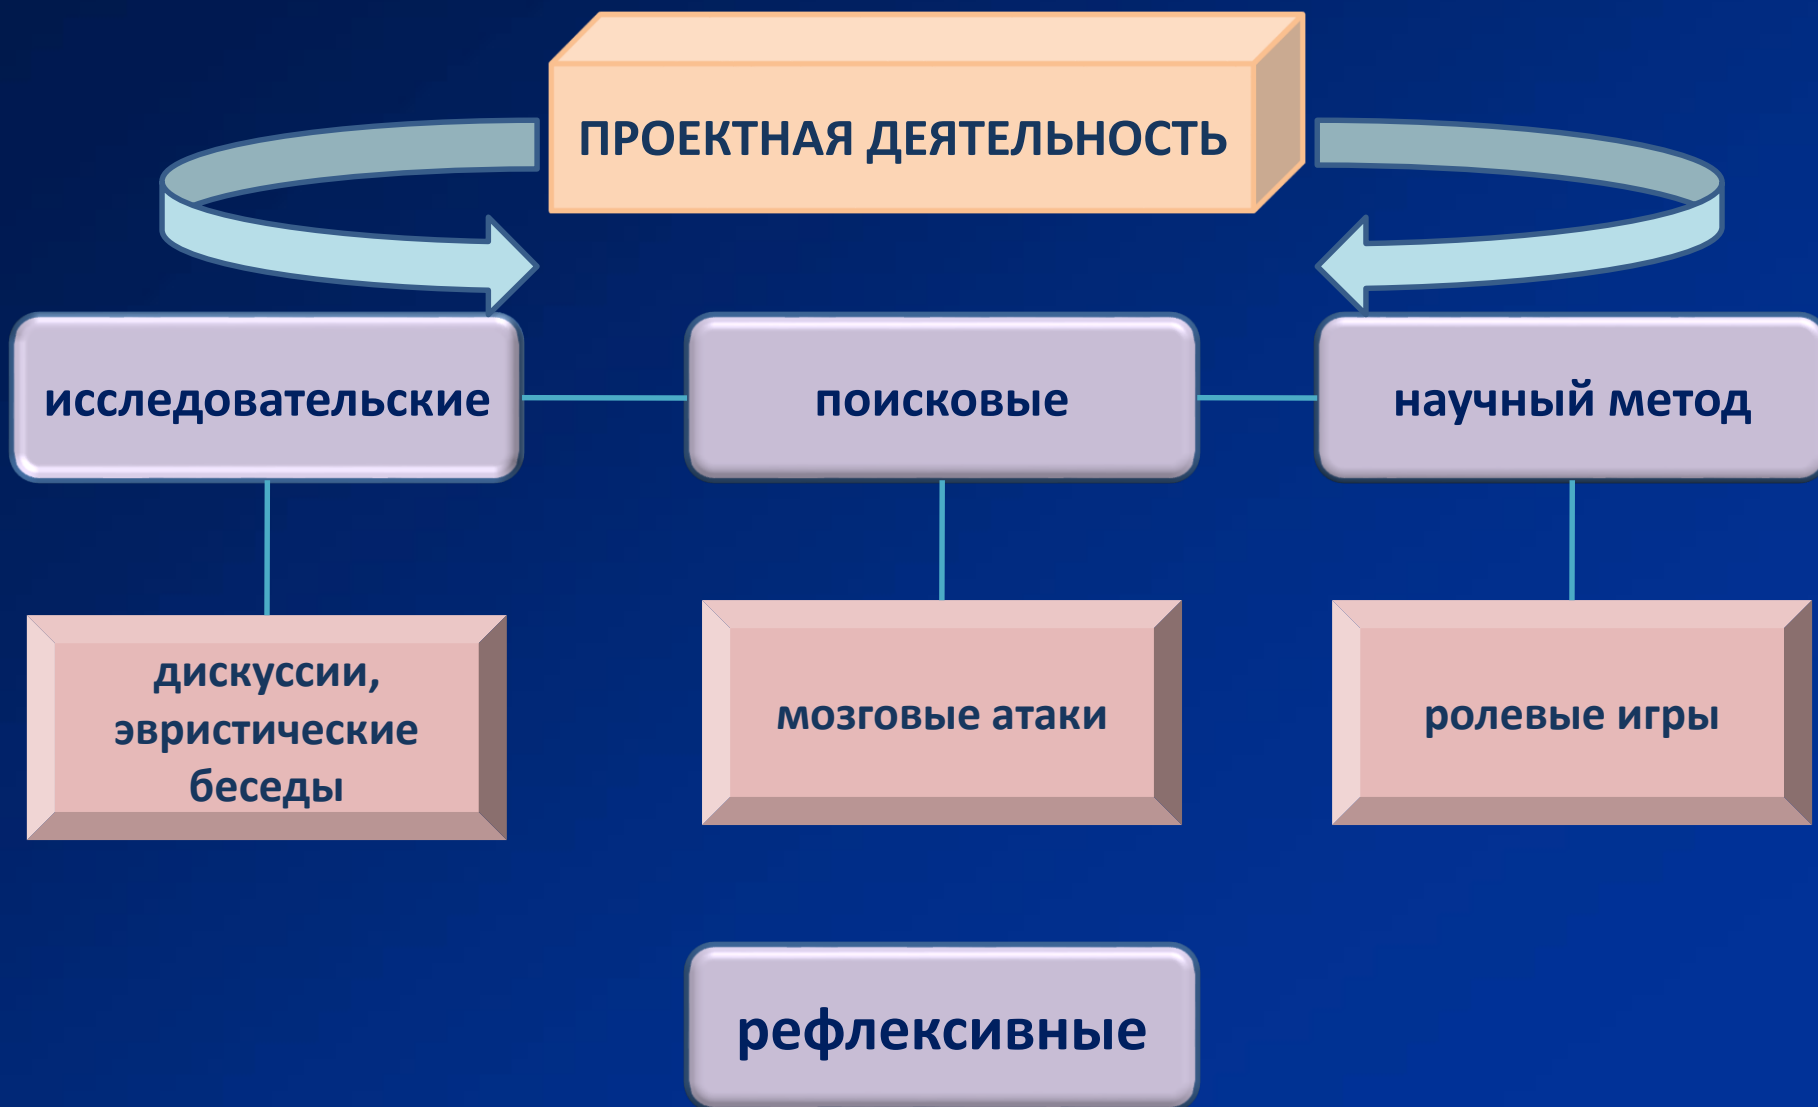 ПРОЕКТНАЯ ДЕЯТЕЛЬНОСТЬ
исследовательские
поисковые
научный метод
дискуссии,
эвристические
беседы
мозговые атаки
ролевые игры
рефлексивные